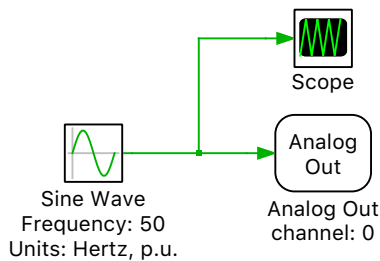 Scope
Analog
Out
Sine Wave
Frequency: 50
Units: Hertz, p.u.
Analog Out
channel: 0